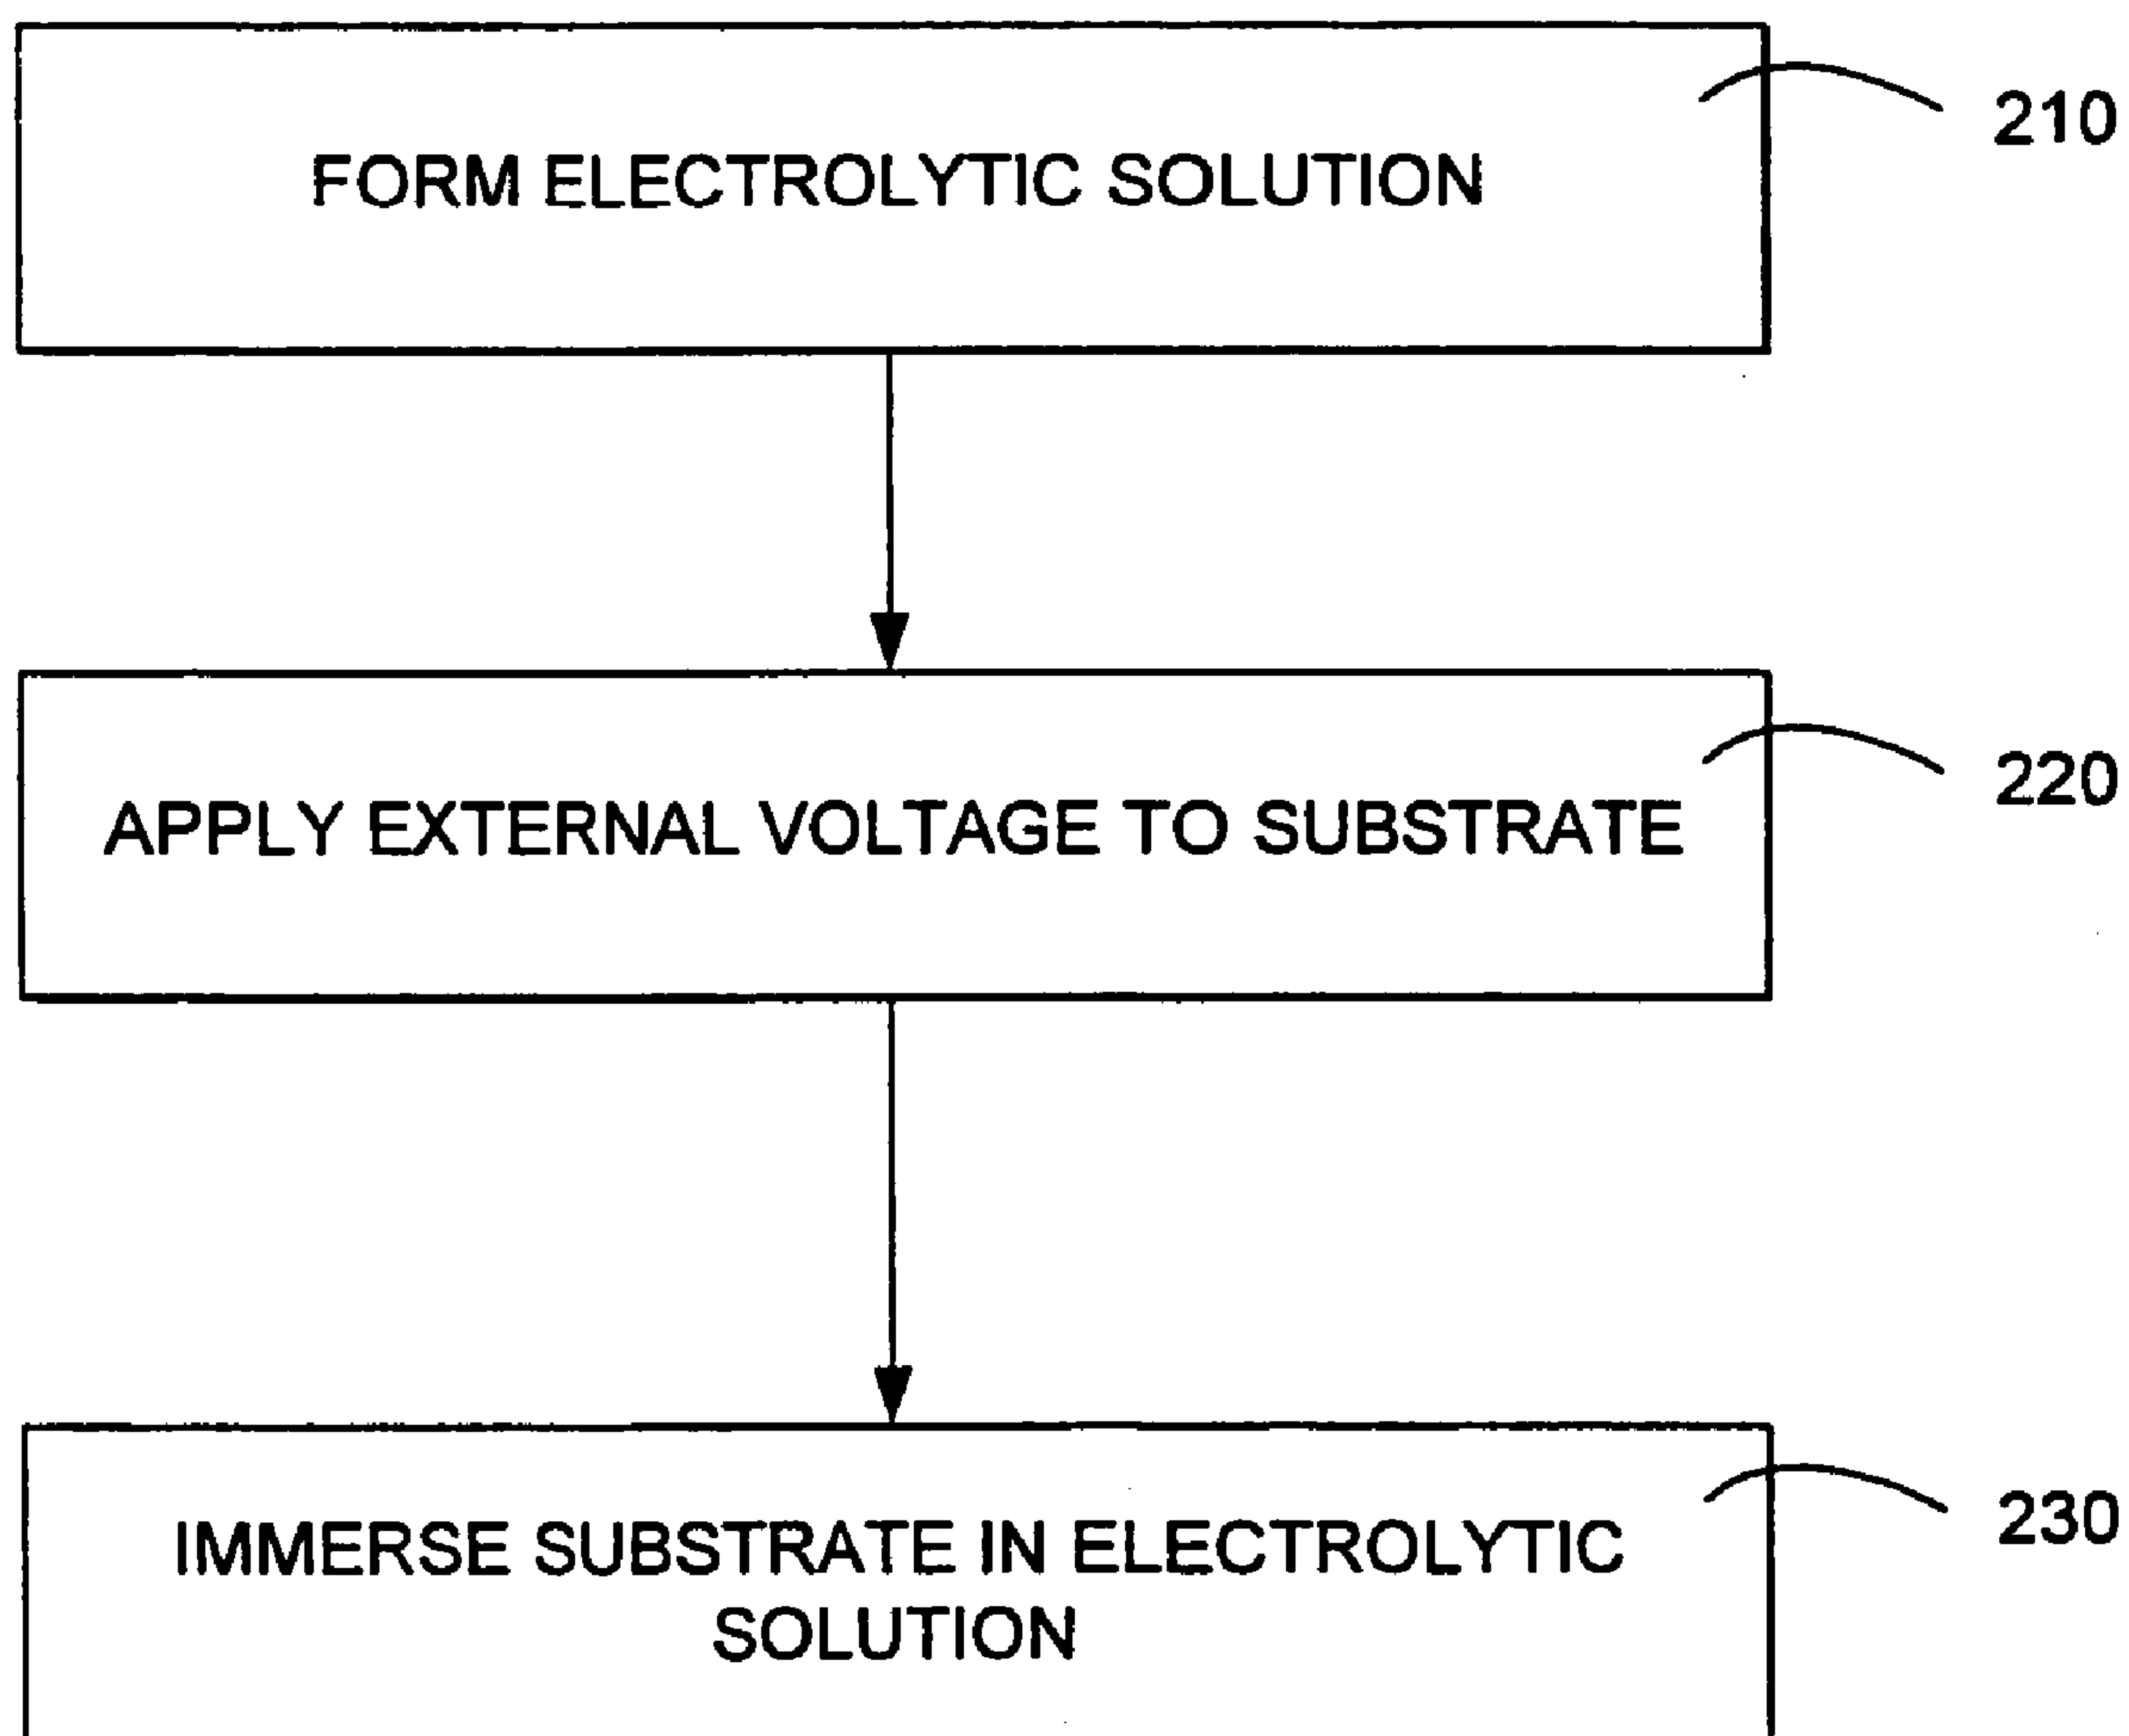 FORM ELECTROLYTIC SOLUTION
210
APPLY EXTERNAL VOLTAGE TO SUBSTRATE
220
IMMERSE SUBSTRATE IN ELECTROLYTIC
SOLUTION
230